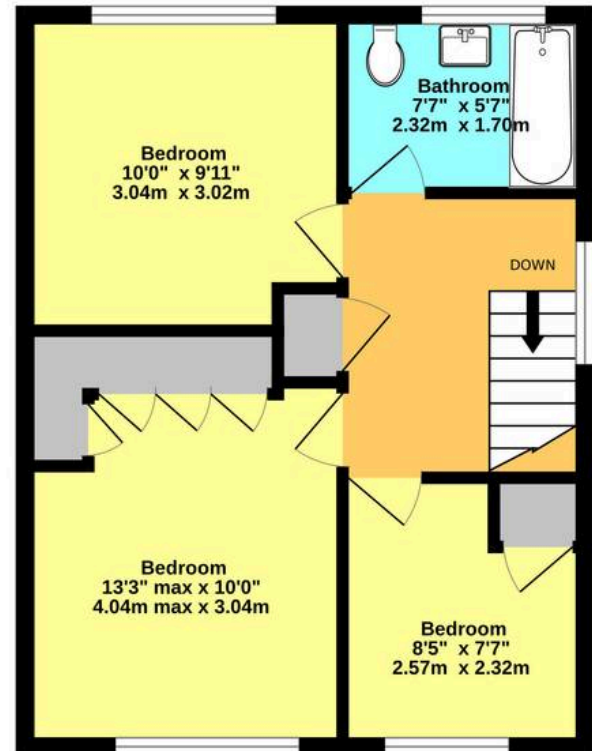 Bathroom
7'7" x 5'7"
2.32m x 1.70m
Bedroom
10'0" x 9'11"
3.04m x 3.02m
DOWN
Bedroom
13'3" max x 10'0"
4.04m max x 3.04m
Bedroom
8'5" x 7'7"
2.57m x 2.32m